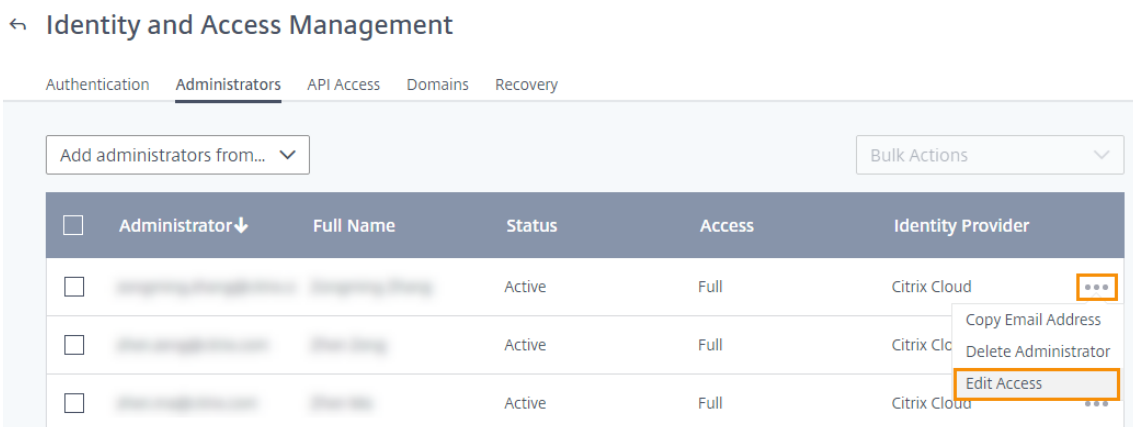 Identity and Access Management
Authentication Administrators API Access Domains Recovery
Add administrators from... Bulk Actions
Administrator Full Name Status Access Identity Provider
Active Full Citrix Cloud
Copy Email Address
Active Full Citrix Clo
Delete Administrator
Edit Access
Active Full Citrix Cloud